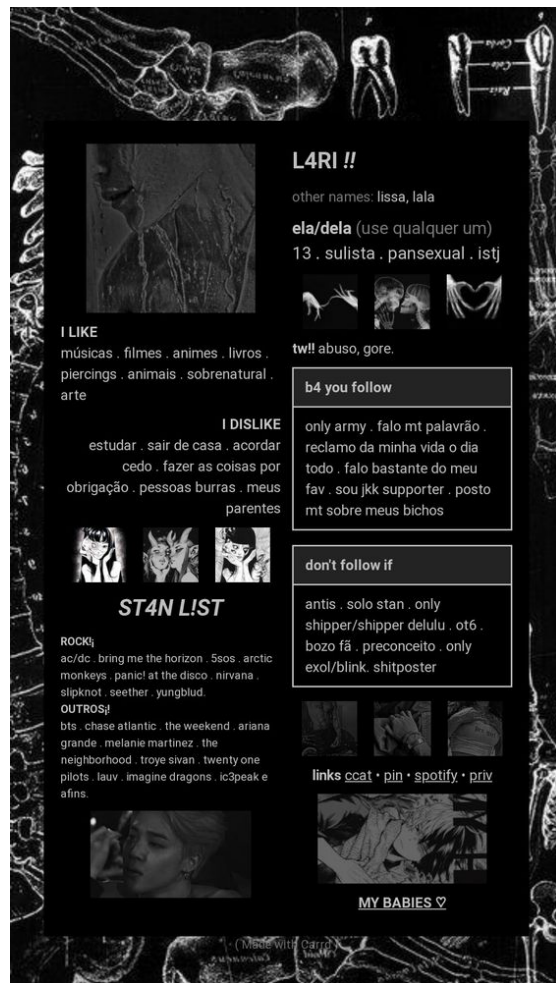 a
b
Corôa
Colo
Raiz
I LIKE
músicas . filmes . animes . livros .
piercings . animais . sobrenatural .
arte
I DISLIKE
estudar . sair de casa . acordar
cedo . fazer as coisas por
obrigação . pessoas burras . meus
parentes
ST4N L!ST
ROCK!¡
ac/dc . bring me the horizon . 5sos . arctic
monkeys . panic! at the disco . nirvana .
slipknot . seether . yungblud.
OUTROS¡!
bts . chase atlantic . the weekend . ariana
grande . melanie martinez . the
neighborhood . troye sivan . twenty one
pilots . lauv . imagine dragons . ic3peak e
afins.
L4RI !!
other names: lissa, lala
ela/dela (use qualquer um)
13 . sulista . pansexual . istj
tw!! abuso, gore.
b4 you follow
only army . falo mt palavrão .
reclamo da minha vida o dia
todo . falo bastante do meu
fav . sou jkk supporter . posto
mt sobre meus bichos
don't follow if
antis . solo stan . only
shipper/shipper delulu . ot6 .
bozo fã . preconceito . only
exol/blink. shitposter
links ccat • pin • spotify • priv
MY BABIES ♡
( Made with Carrd )